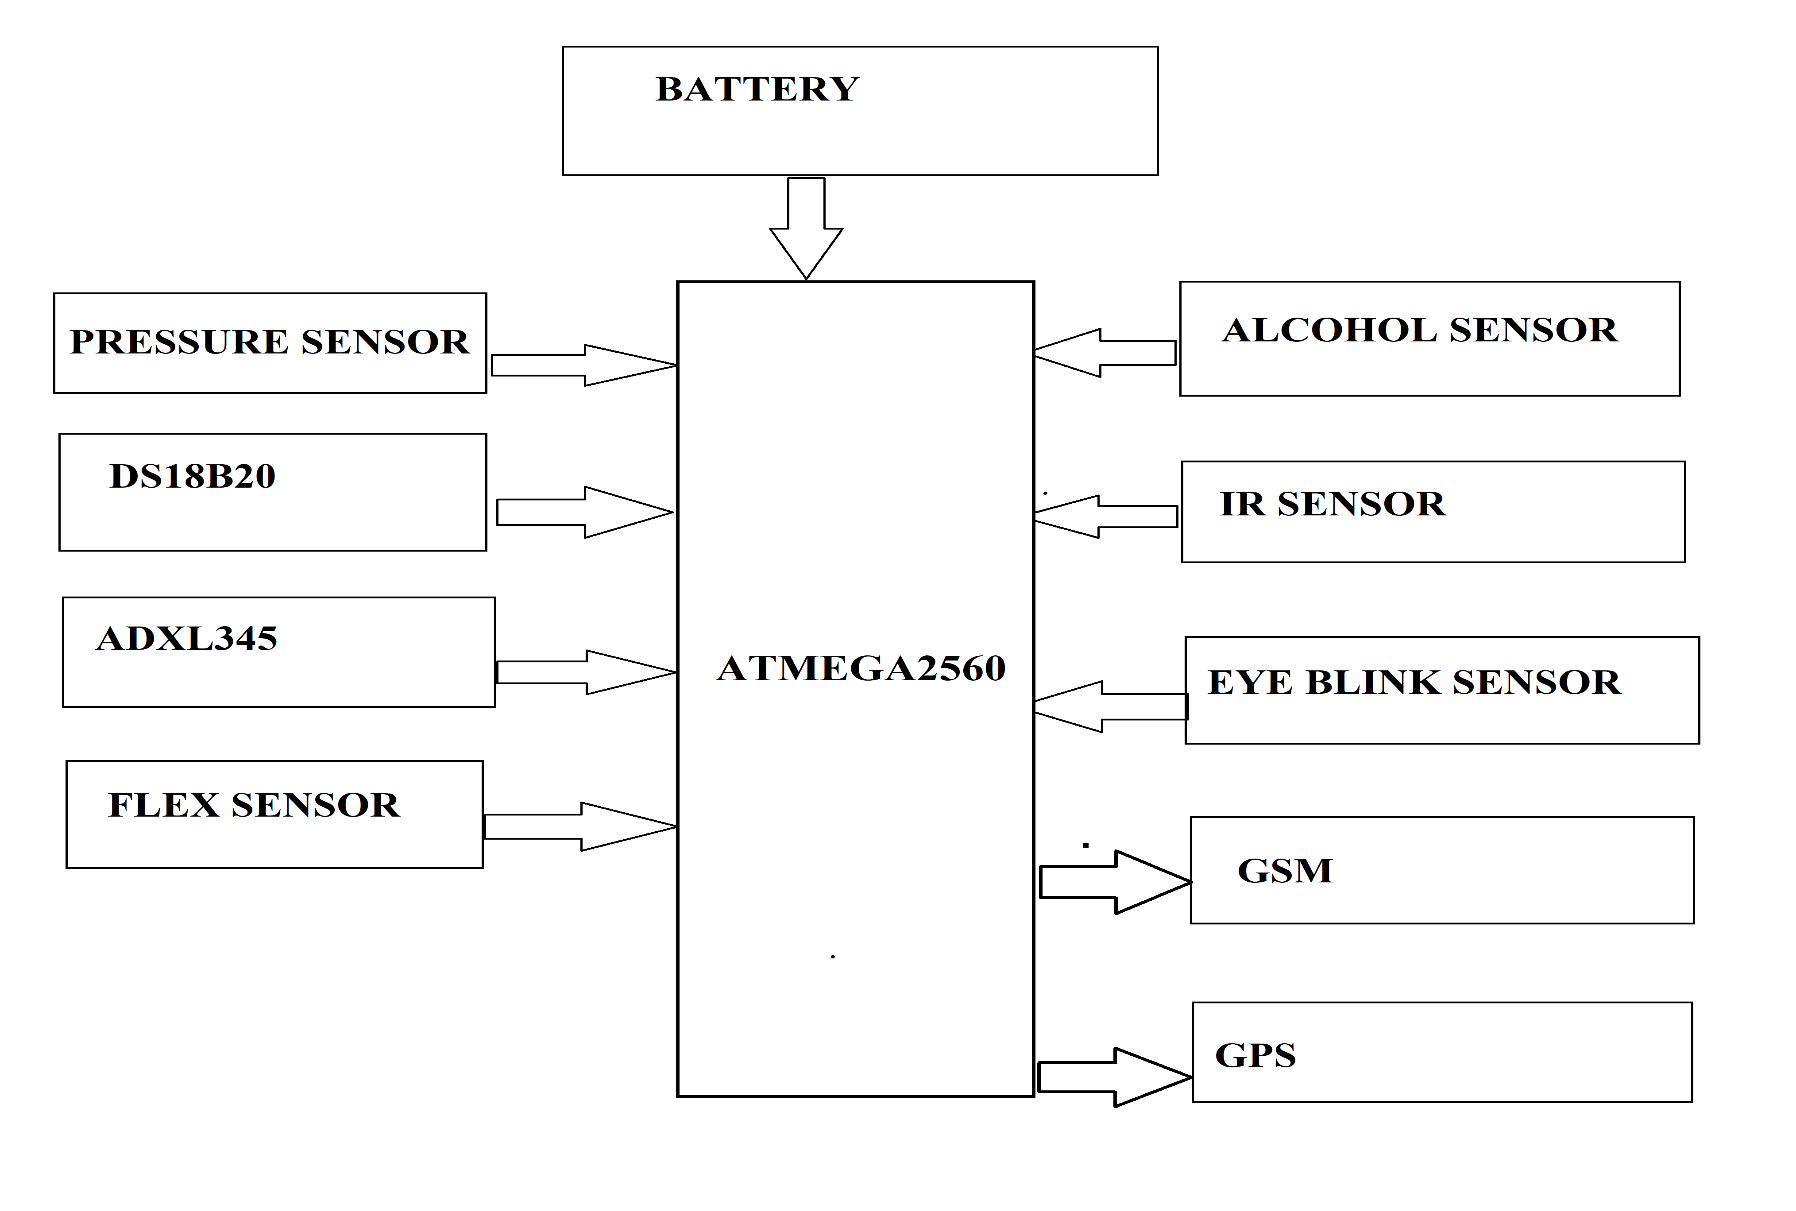 BATTERY
PRESSURE SENSOR
ALCOHOL SENSOR
DS18B20
IR SENSOR
ADXL345
ATMEGA2560
EYE BLINK SENSOR
FLEX SENSOR
GSM
GPS